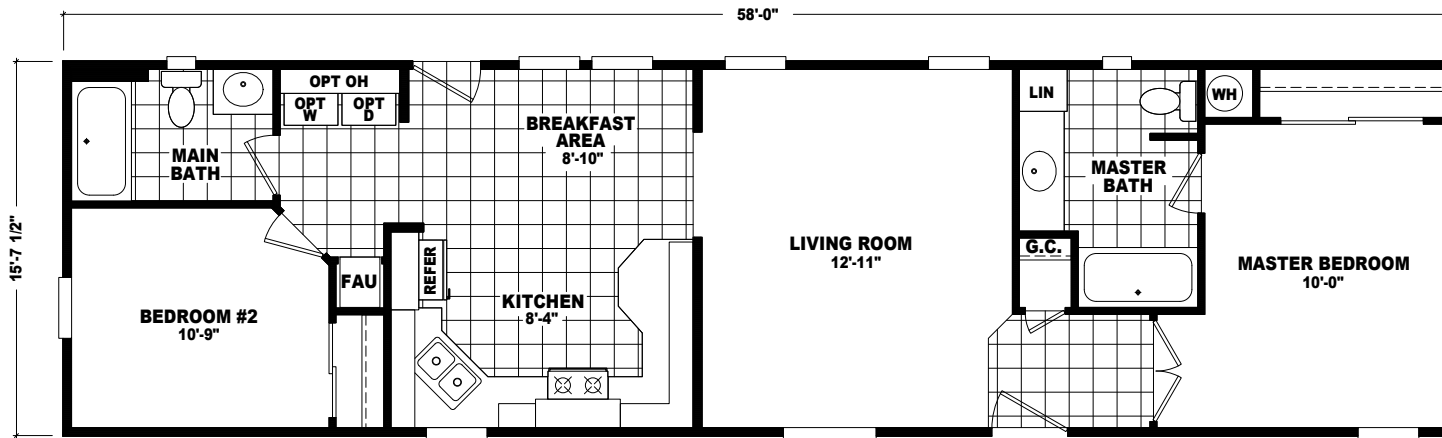 58'-0"
15'-7 1/2"
OPT OH
OPT
W
OPT
D
MAIN
BATH
BREAKFAST
AREA
8'-10"
LIN
WH
MASTER
BATH
REFER
FAU
KITCHEN
8'-4"
LIVING ROOM
12'-11"
G.C.
MASTER BEDROOM
10'-0"
BEDROOM #2
10'-9"